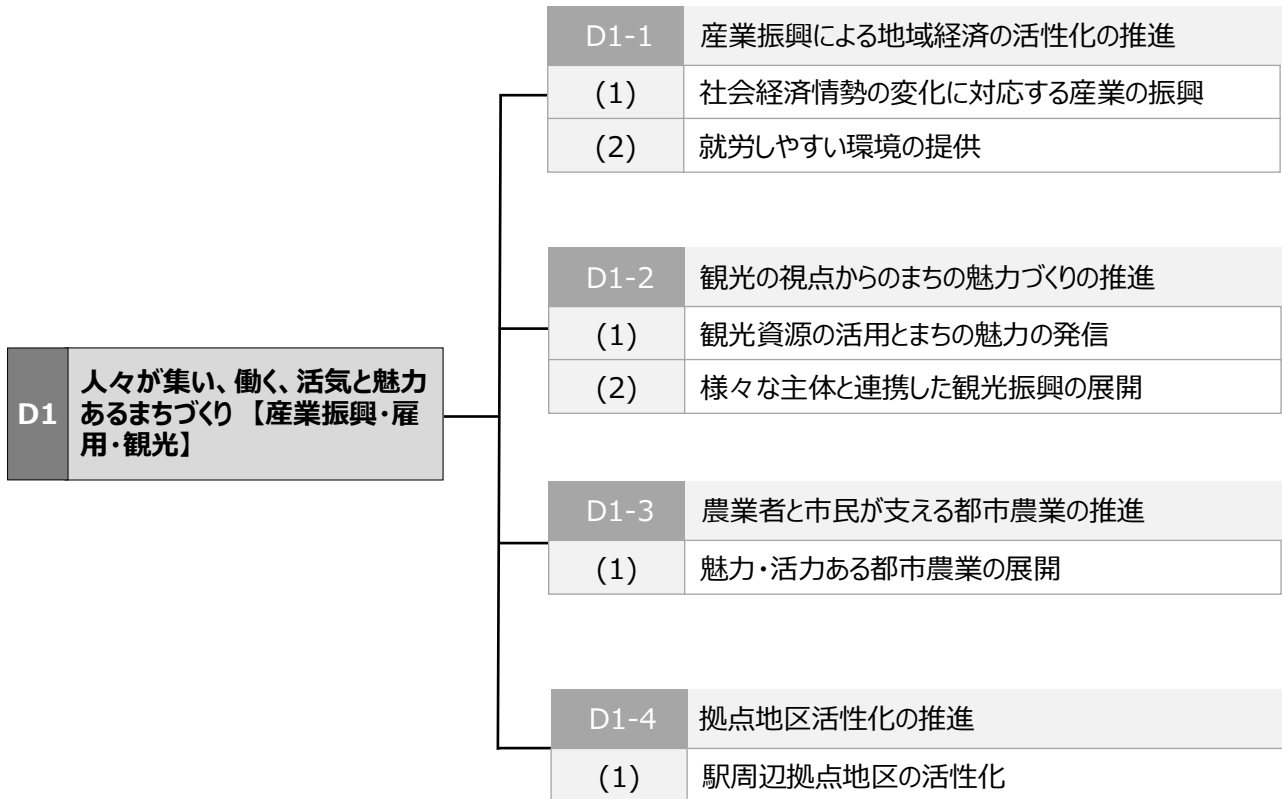 D1-1 産業振興による地域経済の活性化の推進
(1) 社会経済情勢の変化に対応する産業の振興
(2) 就労しやすい環境の提供
D1-2 観光の視点からのまちの魅力づくりの推進
(1) 観光資源の活用とまちの魅力の発信
(2) 様々な主体と連携した観光振興の展開
D1
人々が集い、働く、活気と魅力
あるまちづくり 【産業振興・雇
用・観光】
D1-3 農業者と市民が支える都市農業の推進
(1) 魅力・活力ある都市農業の展開
D1-4 拠点地区活性化の推進
(1) 駅周辺拠点地区の活性化